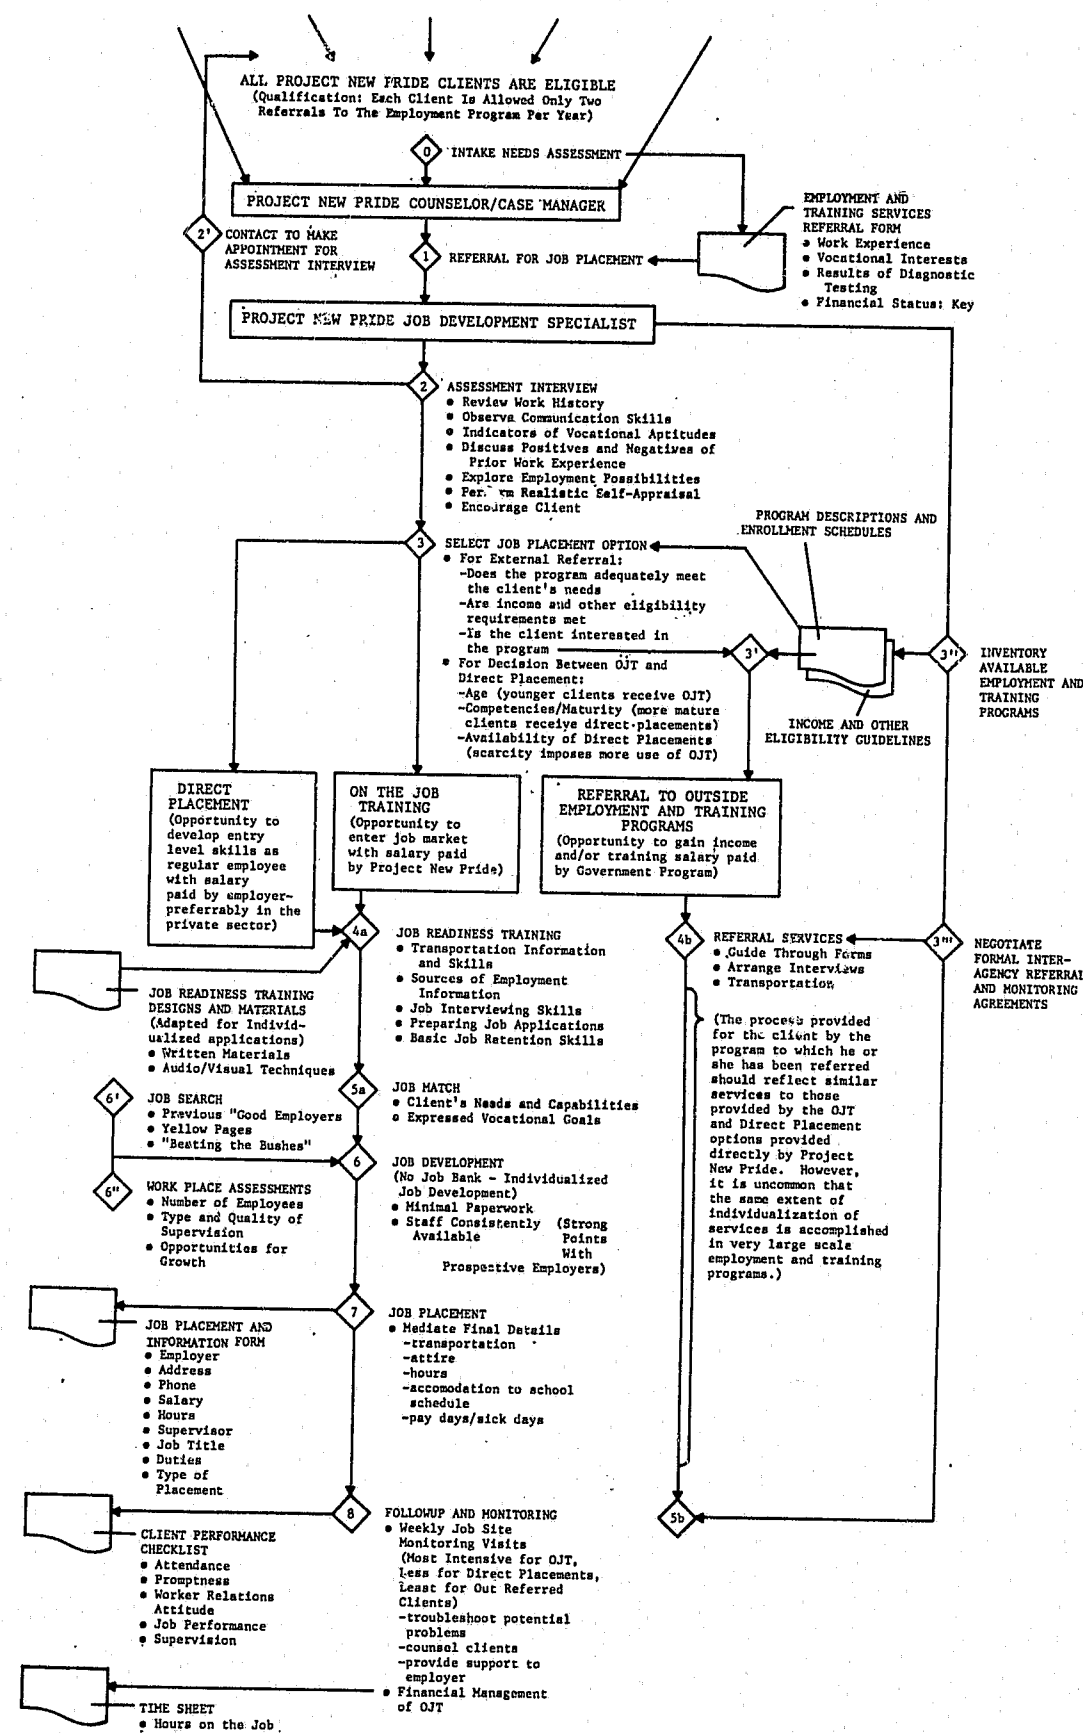 ALL PROJECT NEW PRIDE CLIENTS ARE ELIGIBLE
(Qualification: Each Client Is Allowed Only Two
Referrals To The Employment Program Per Year)
0
INTAKE NEEDS ASSESSMENT
PROJECT NEW PRIDE COUNSELOR/CASE MANAGER
EMPLOYMENT AND
TRAINING SERVICES
REFERRAL FORM
● Work Experience
● Vocational Interests
● Results of Diagnostic
Testing
● Financial Status: Key
2'
CONTACT TO MAKE
APPOINTMENT FOR
ASSESSMENT INTERVIEW
1
REFERRAL FOR JOB PLACEMENT
PROJECT NEW PRIDE JOB DEVELOPMENT SPECIALIST
2
ASSESSMENT INTERVIEW
● Review Work History
● Observe Communication Skills
● Indicators of Vocational Aptitudes
● Discuss Positives and Negatives of
Prior Work Experience
● Explore Employment Possibilities
● Realistic Self-Appraisal
● Encourage Client
PROGRAM DESCRIPTIONS AND
ENROLLMENT SCHEDULES
3
SELECT JOB PLACEMENT OPTION
● For External Referral:
-Does the program adequately meet
the client's needs
-Are income and other eligibility
requirements met
-Is the client interested in
the program
● For Decision Between OJT and
Direct Placement:
-Age (younger clients receive OJT)
-Competencies/Maturity (more mature
clients receive direct placements)
-Availability of Direct Placements
(scarcity imposes more use of OJT)
3'
3''
INVENTORY
AVAILABLE
EMPLOYMENT AND
TRAINING
PROGRAMS
INCOME AND OTHER
ELIGIBILITY GUIDELINES
DIRECT
PLACEMENT
(Opportunity to
develop entry
level skills as
regular employee
with salary
paid by employer-
preferrably in the
private sector)
ON THE JOB
TRAINING
(Opportunity to
enter job market
with salary paid
by Project New Pride)
REFERRAL TO OUTSIDE
EMPLOYMENT AND TRAINING
PROGRAMS
(Opportunity to gain income
and/or training salary paid
by Government Program)
4a
JOB READINESS TRAINING
● Transportation Information
and Skills
● Sources of Employment
Information
● Job Interviewing Skills
● Preparing Job Applications
● Basic Job Retention Skills
4b
REFERRAL SERVICES
● Guide Through Forms
● Arrange Interviews
● Transportation
3'''
NEGOTIATE
FORMAL INTER-
AGENCY REFERRAL
AND MONITORING
AGREEMENTS
JOB READINESS TRAINING
DESIGNS AND MATERIALS
(Adapted for Individ-
ualized applications)
● Written Materials
● Audio/Visual Techniques
(The process provided
for the client by the
program to which he or
she has been referred
should reflect similar
services to those
provided by the OJT
and Direct Placement
options provided
directly by Project
New Pride. However,
it is uncommon that
the same extent of
individualization of
services is accomplished
in very large scale
employment and training
programs.)
5a
JOB MATCH
● Client's Needs and Capabilities
● Expressed Vocational Goals
6'
JOB SEARCH
● Previous "Good Employers
● Yellow Pages
● "Beating the Bushes"
6
JOB DEVELOPMENT
(No Job Bank - Individualized
Job Development)
● Minimal Paperwork
● Staff Consistently (Strong
Available Points
With
Prospective Employers)
6"
WORK PLACE ASSESSMENTS
● Number of Employees
● Type and Quality of
Supervision
● Opportunities for
Growth
7
JOB PLACEMENT
● Mediate Final Details
-transportation
-attire
-hours
-accomodation to school
schedule
-pay days/sick days
JOB PLACEMENT AND
INFORMATION FORM
● Employer
● Address
● Phone
● Salary
● Hours
● Supervisor
● Job Title
● Duties
● Type of
Placement
8
FOLLOWUP AND MONITORING
● Weekly Job Site
Monitoring Visits
(Most Intensive for OJT,
Less for Direct Placements,
Least for Out Referred
Clients)
-troubleshoot potential
problems
-counsel clients
-provide support to
employer
● Financial Management
of OJT
5b
CLIENT PERFORMANCE
CHECKLIST
● Attendance
● Promptness
● Worker Relations
Attitude
● Job Performance
● Supervision
TIME SHEET
● Hours on the Job